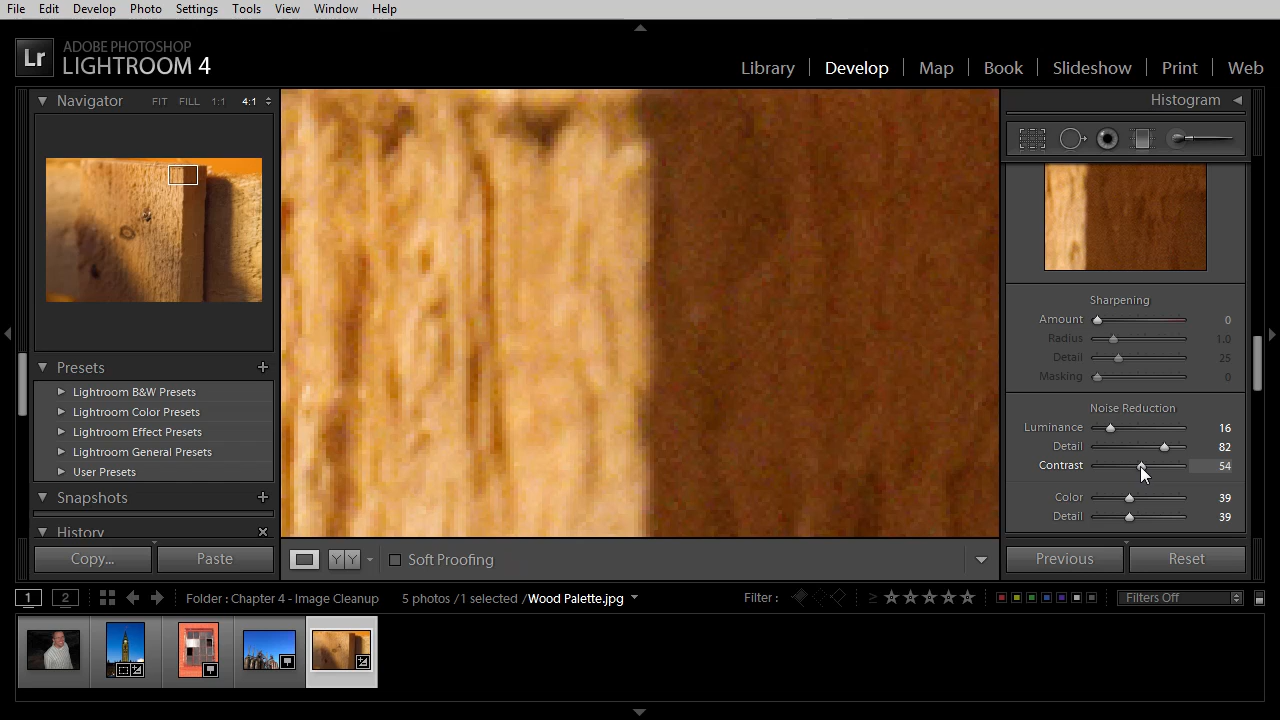 File Edit Develop Photo Settings Tools View Window Help
Lr
ADOBE PHOTOSHOP
LIGHTROOM 4
Library | Develop | Map | Book | Slideshow | Print | Web
Navigator FIT FILL 1:1 4:1
Histogram
Presets
Lightroom B&W Presets
Lightroom Color Presets
Lightroom Effect Presets
Lightroom General Presets
User Presets
Snapshots
History
Copy... Paste
Sharpening
Amount 0
Radius 1.0
Detail 25
Masking 0
Noise Reduction
Luminance 16
Detail 82
Contrast 54
Color 39
Detail 39
Y Y Soft Proofing
Previous Reset
1 2 Folder : Chapter 4 - Image Cleanup 5 photos /1 selected /Wood Palette.jpg Filter : ≥ Filters Off